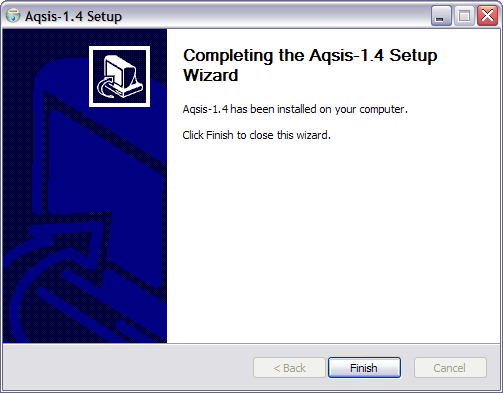 Aqsis-1.4 Setup
Completing the Aqsis-1.4 Setup
Wizard
Aqsis-1.4 has been installed on your computer.
Click Finish to close this wizard.
< Back
Finish
Cancel